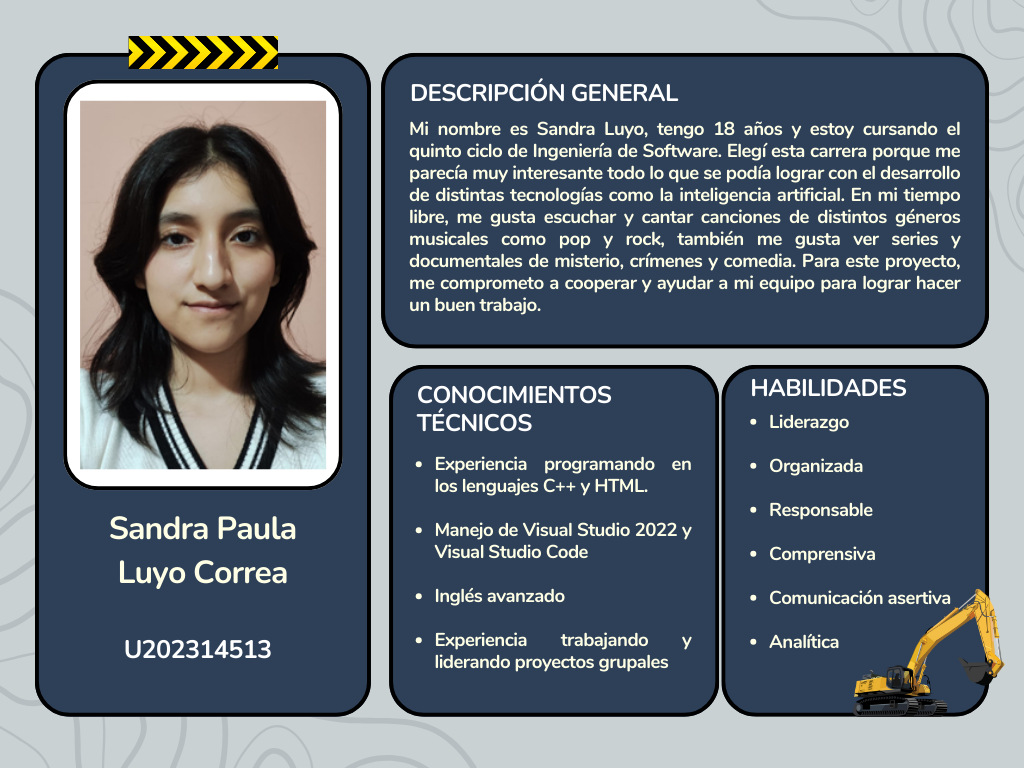 DESCRIPCIÓN GENERAL
Mi nombre es Sandra Luyo, tengo 18 años y estoy cursando el
quinto ciclo de Ingeniería de Software. Elegí esta carrera porque me
parecía muy interesante todo lo que se podía lograr con el desarrollo
de distintas tecnologías como la inteligencia artificial. En mi tiempo
libre, me gusta escuchar y cantar canciones de distintos géneros
musicales como pop y rock, también me gusta ver series y
documentales de misterio, crímenes y comedia. Para este proyecto,
me comprometo a cooperar y ayudar a mi equipo para lograr hacer
un buen trabajo.
Sandra Paula
Luyo Correa
U202314513
CONOCIMIENTOS
TÉCNICOS
• Experiencia programando en
los lenguajes C++ y HTML.
• Manejo de Visual Studio 2022 y
Visual Studio Code
• Inglés avanzado
• Experiencia trabajando y
liderando proyectos grupales
HABILIDADES
• Liderazgo
• Organizada
• Responsable
• Comprensiva
• Comunicación asertiva
• Analítica